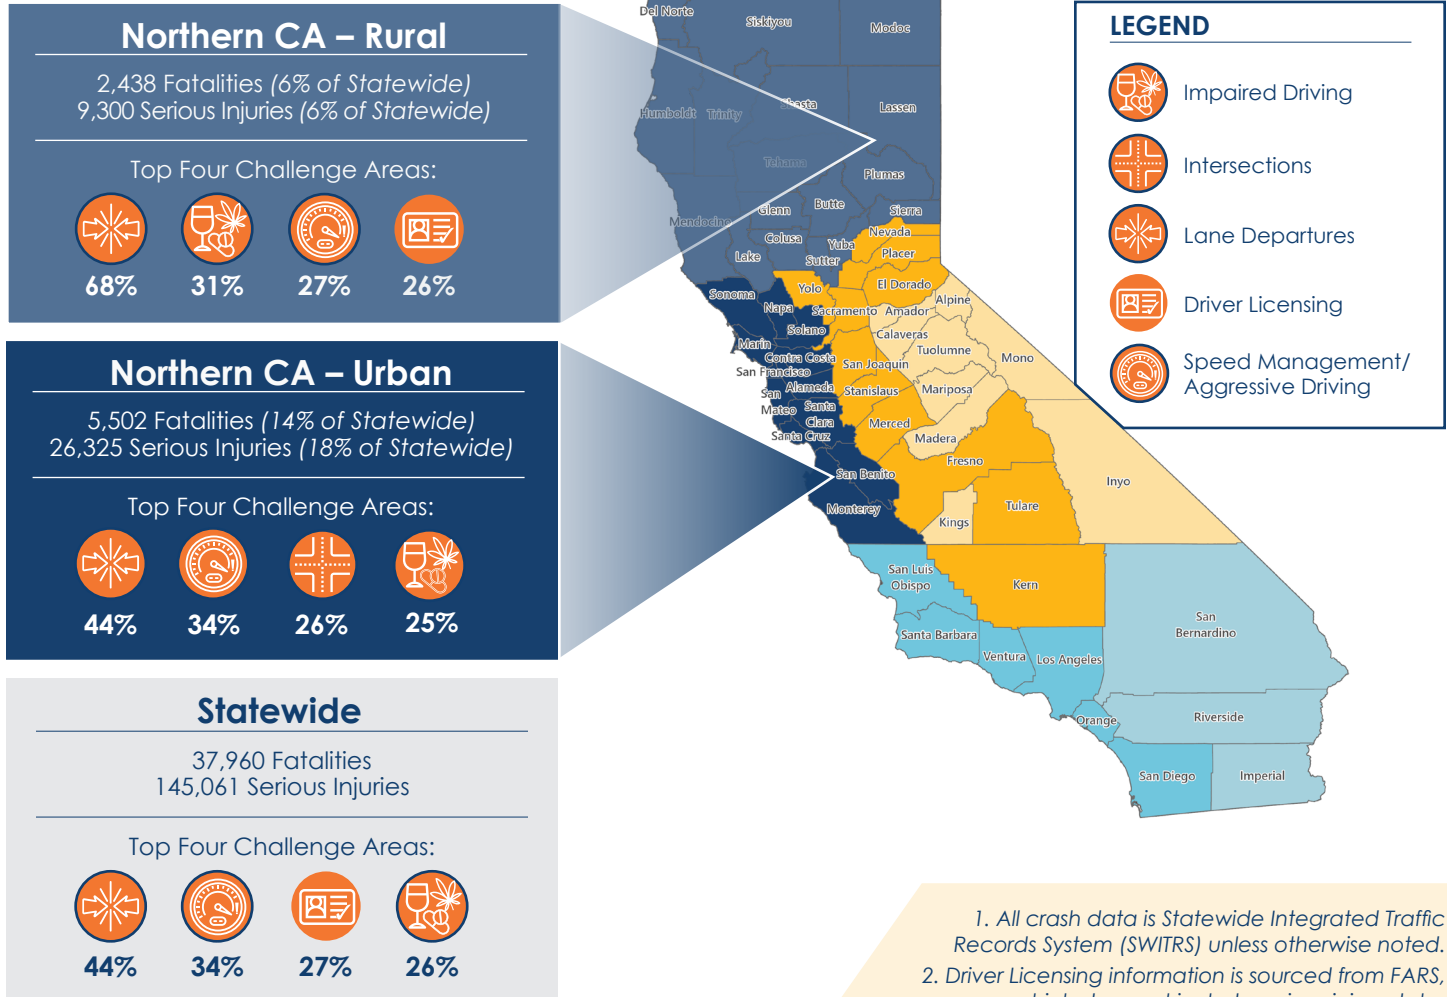 Northern CA – Rural
2,438 Fatalities (6% of Statewide)
9,300 Serious Injuries (6% of Statewide)
Top Four Challenge Areas:
68% 31% 27% 26%
Northern CA – Urban
5,502 Fatalities (14% of Statewide)
26,325 Serious Injuries (18% of Statewide)
Top Four Challenge Areas:
44% 34% 26% 25%
Statewide
37,960 Fatalities
145,061 Serious Injuries
Top Four Challenge Areas:
44% 34% 27% 26%
Del Norte
Siskiyou
Modoc
Humboldt
Trinity
Shasta
Lassen
Tehama
Plumas
Mendocino
Glenn
Butte
Sierra
Colusa
Yuba
Nevada
Lake
Sutter
Placer
Sonoma
Napa
Yolo
El Dorado
Alpine
Sacramento
Amador
Solano
Calaveras
Marin
Contra Costa
San Joaquin
Tuolumne
Mono
San Francisco
Alameda
Stanislaus
Mariposa
San
Mateo
Santa
Clara
Merced
Santa Cruz
Madera
Fresno
San Benito
Inyo
Monterey
Kings
Tulare
San Luis
Obispo
Kern
San
Bernardino
Santa Barbara
Ventura
Los Angeles
Orange
Riverside
San Diego
Imperial
LEGEND
Impaired Driving
Intersections
Lane Departures
Driver Licensing
Speed Management/
Aggressive Driving
1. All crash data is Statewide Integrated Traffic
Records System (SWITRS) unless otherwise noted.
2. Driver Licensing information is sourced from FARS,